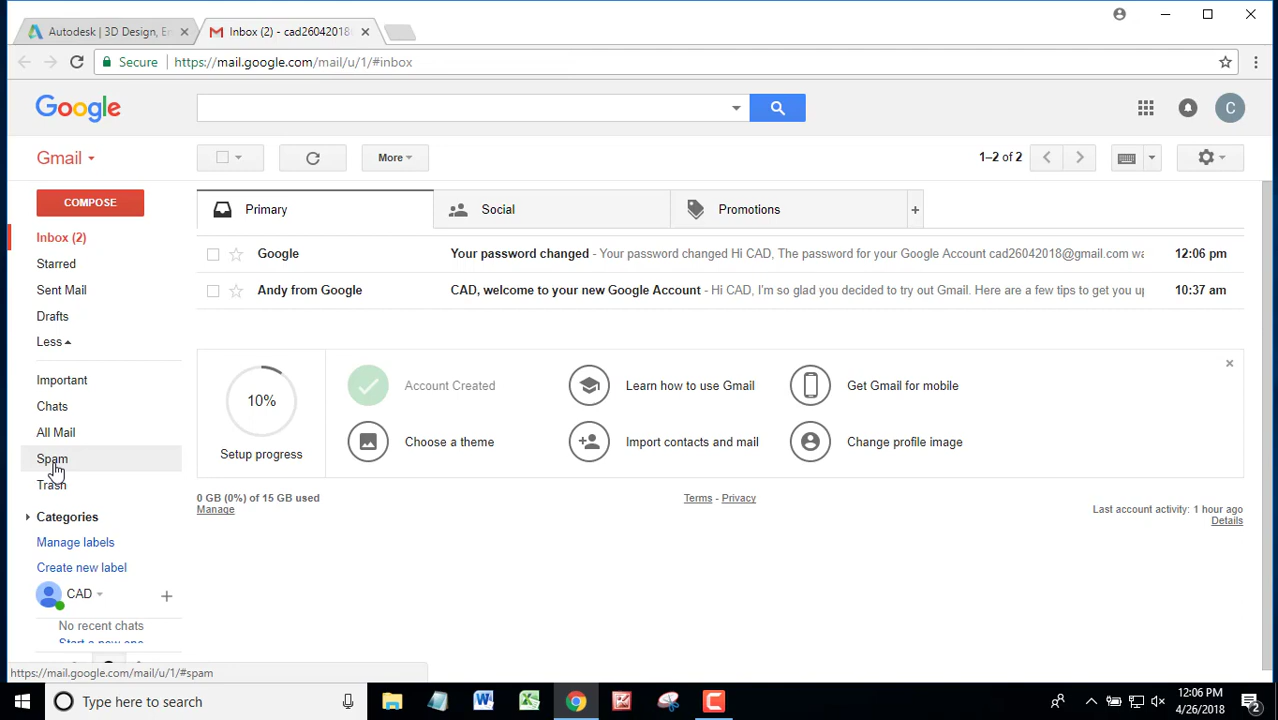 Autodesk | 3D Design, En
Inbox (2) - cad26042018@
Secure https://mail.google.com/mail/u/1/#inbox
Google
C
Gmail
More
1–2 of 2
COMPOSE
Primary
Social
Promotions
+
Inbox (2)
Starred
Sent Mail
Drafts
Less
Important
Chats
All Mail
Spam
Trash
Categories
Manage labels
Create new label
CAD
No recent chats
Start a new one
Google Your password changed - Your password changed Hi CAD, The password for your Google Account cad26042018@gmail.com wa 12:06 pm
Andy from Google CAD, welcome to your new Google Account - Hi CAD, I'm so glad you decided to try out Gmail. Here are a few tips to get you up 10:37 am
10%
Setup progress
Account Created
Learn how to use Gmail
Get Gmail for mobile
Choose a theme
Import contacts and mail
Change profile image
0 GB (0%) of 15 GB used
Manage
Terms - Privacy
Last account activity: 1 hour ago
Details
https://mail.google.com/mail/u/1/#spam
Type here to search
12:06 PM
4/26/2018
2